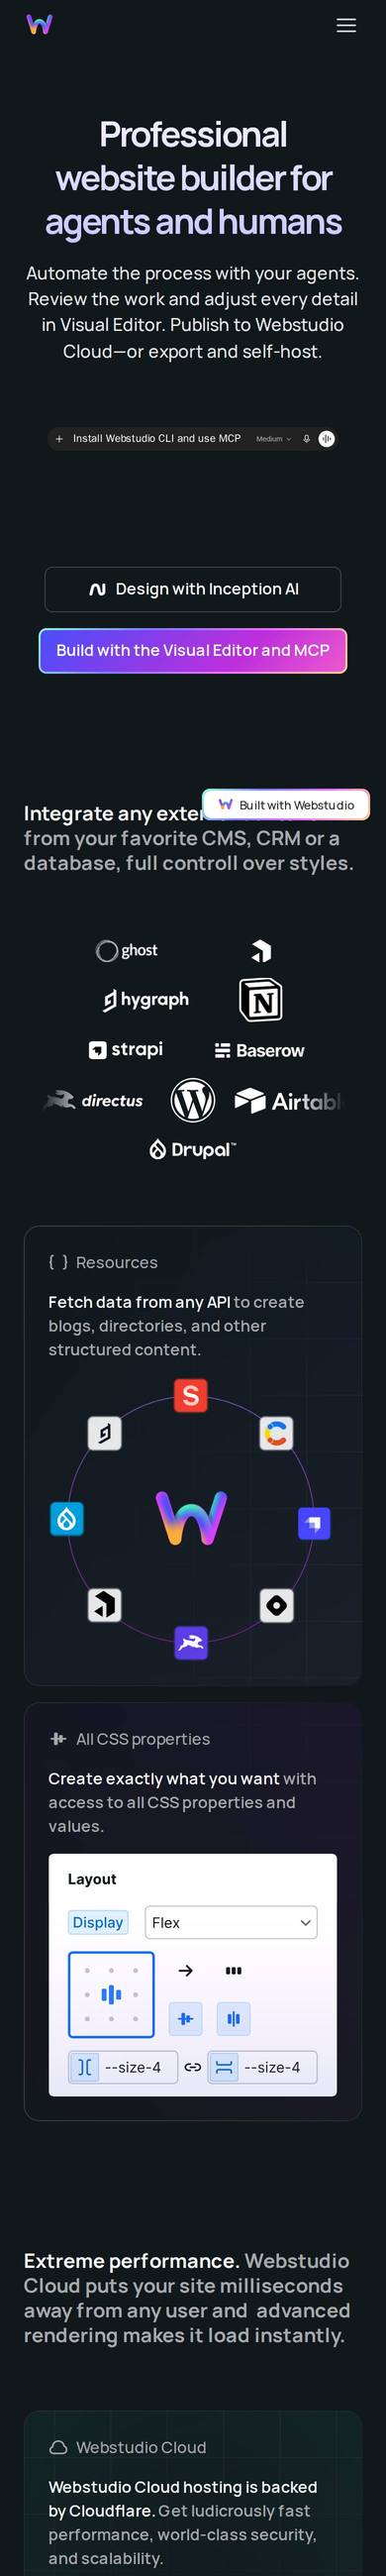 Professional
website builder for
agents and humans
Automate the process with your agents.
Review the work and adjust every detail
in Visual Editor. Publish to Webstudio
Cloud—or export and self-host.
Install Webstudio CLI and use MCP Medium
Design with Inception AI
Build with the Visual Editor and MCP
Built with Webstudio
Integrate any
from your favorite CMS, CRM or a
database, full controll over styles.
ghost
hygraph
N
strapi
Baserow
directus
W
Airtabl
Drupal™
{ } Resources
Fetch data from any API to create
blogs, directories, and other
structured content.
S
All CSS properties
Create exactly what you want with
access to all CSS properties and
values.
Layout
Display Flex
--size-4 --size-4
Extreme performance. Webstudio
Cloud puts your site milliseconds
away from any user and advanced
rendering makes it load instantly.
Webstudio Cloud
Webstudio Cloud hosting is backed
by Cloudflare. Get ludicrously fast
performance, world-class security,
and scalability.